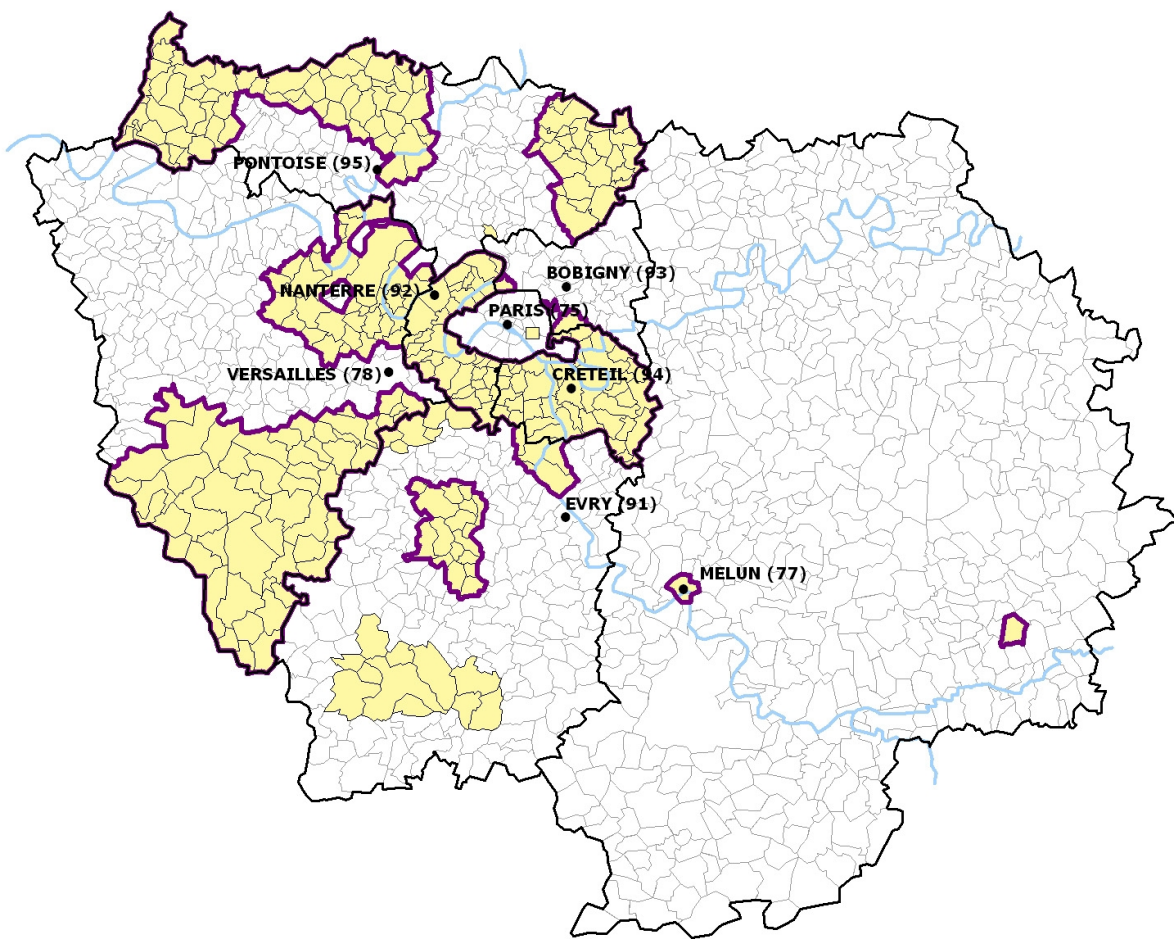 PONTOISE (95)
BOBIGNY (93)
NANTERRE (92)
PARIS (75)
VERSAILLES (78)
CRETEIL (94)
EVRY (91)
MELUN (77)